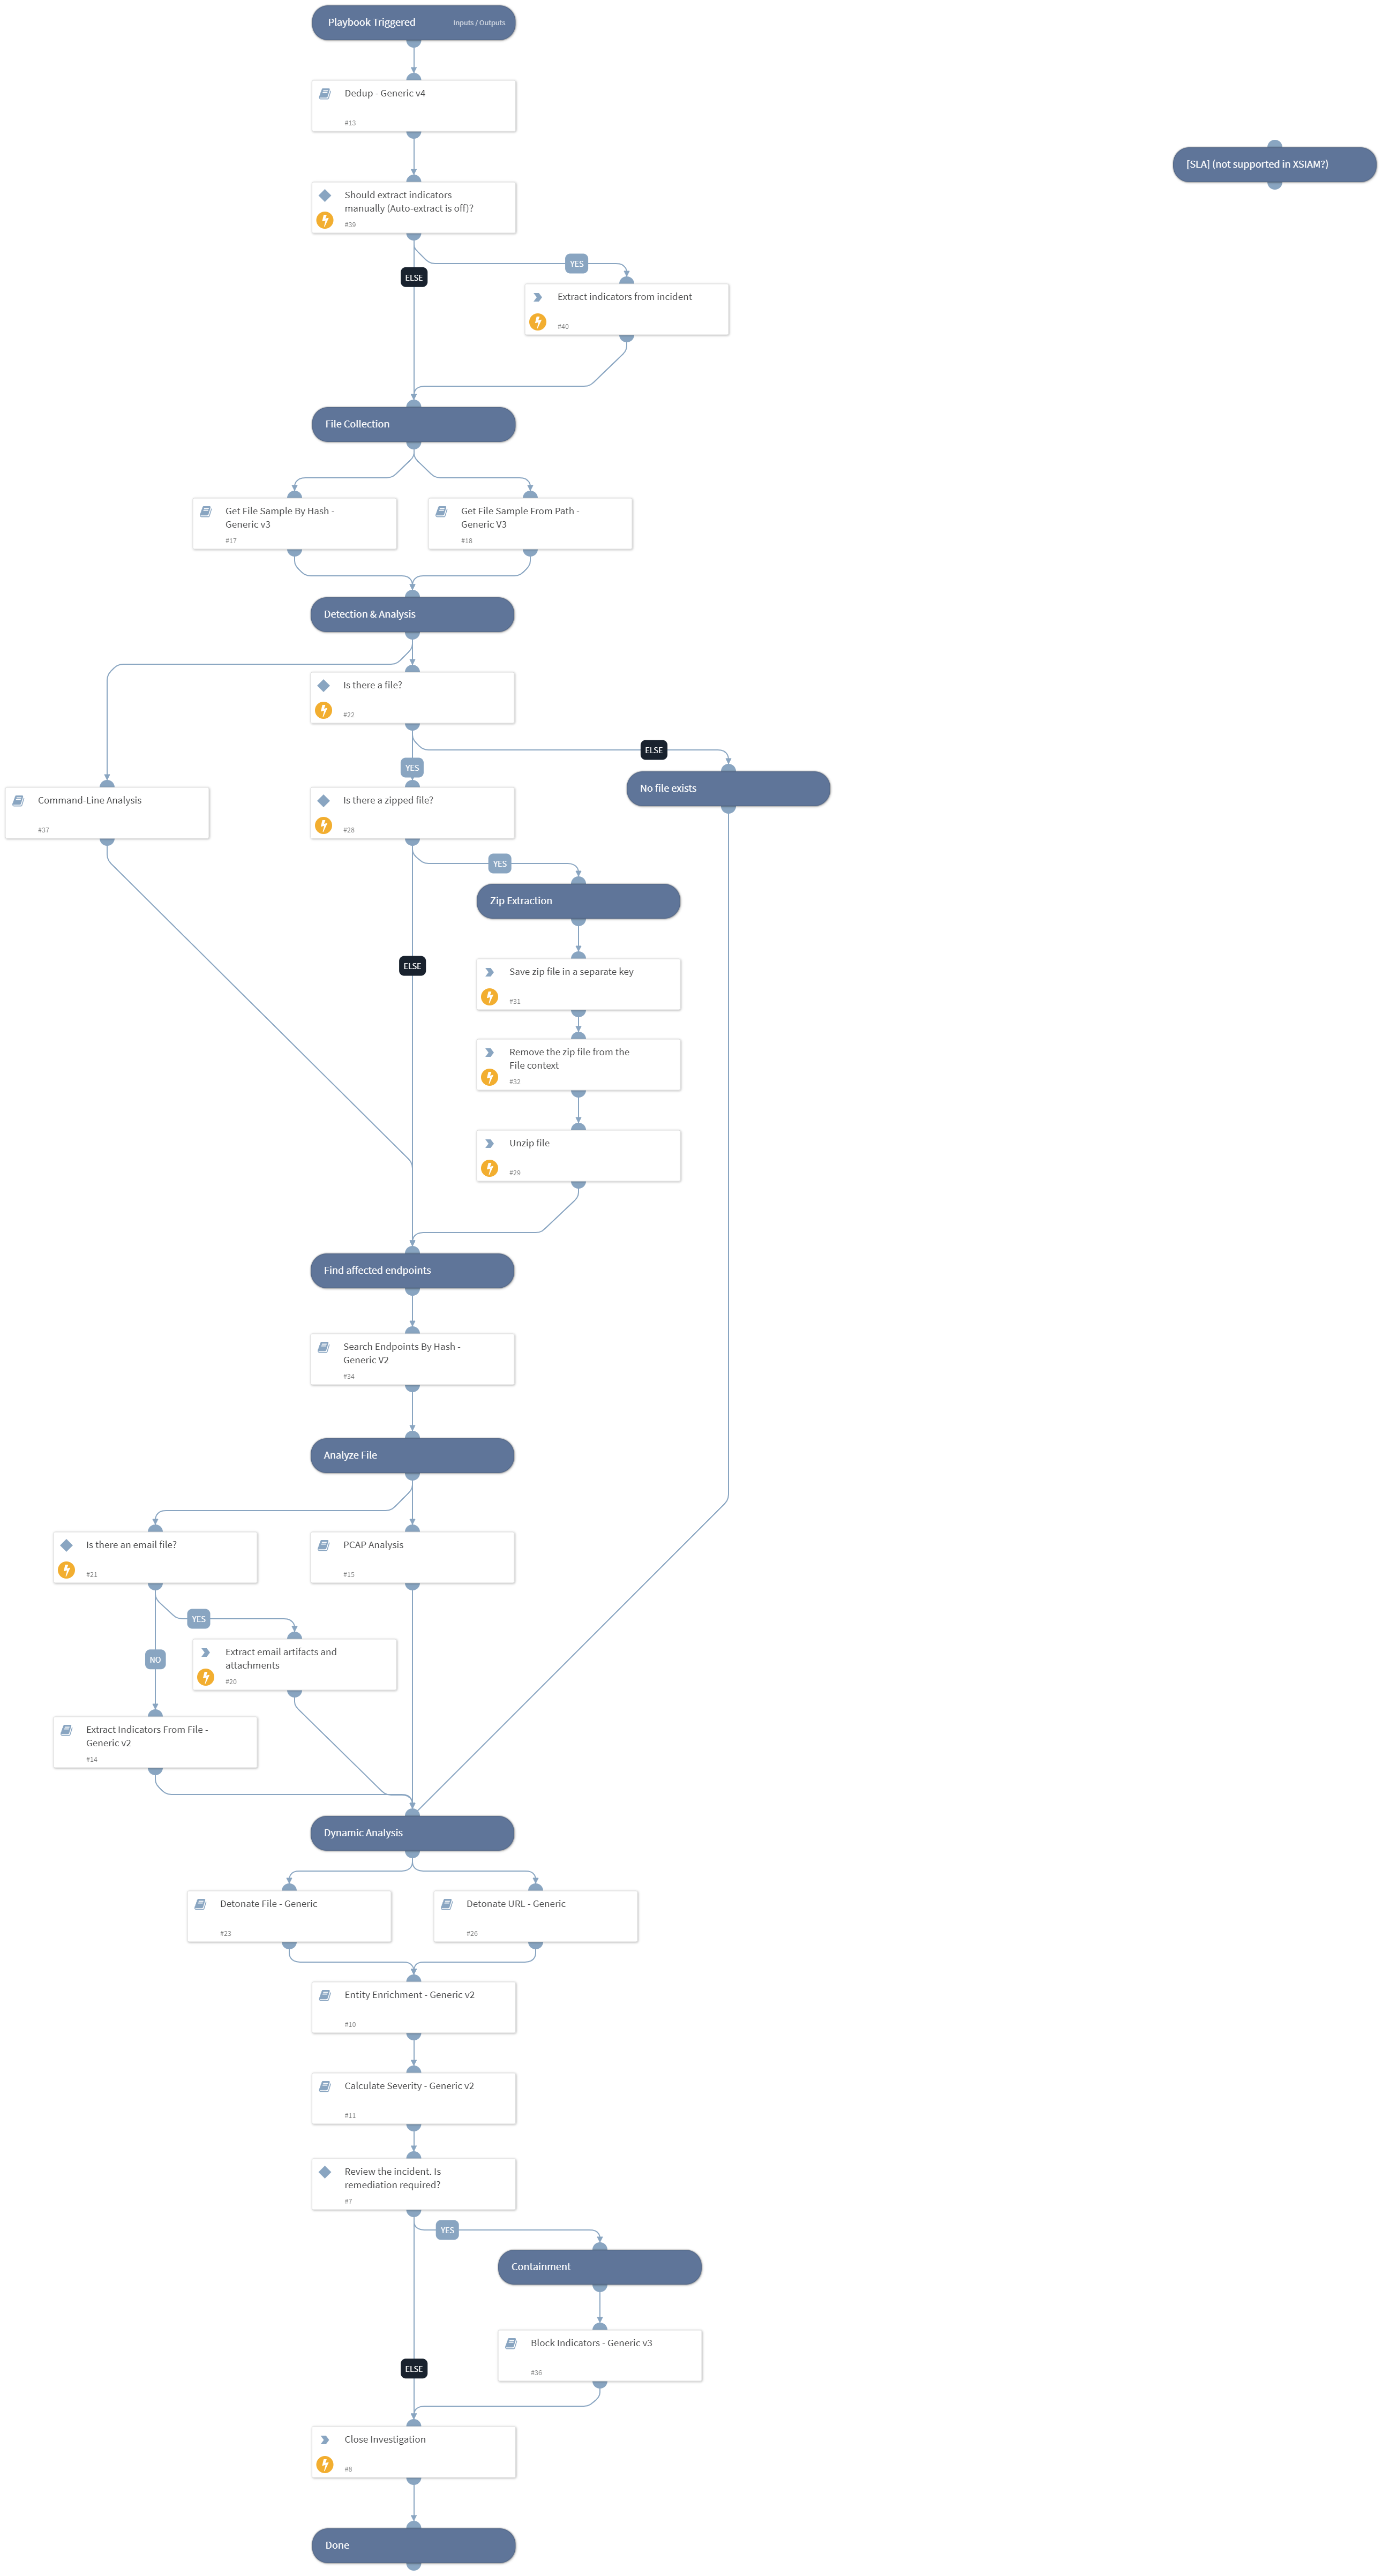 Playbook Triggered
Inputs / Outputs
Dedup - Generic v4
#13
[SLA] (not supported in XSIAM?)
Should extract indicators
manually (Auto-extract is off)?
#39
YES
ELSE
Extract indicators from incident
#40
File Collection
Get File Sample By Hash -
Generic v3
#17
Get File Sample From Path -
Generic V3
#18
Detection & Analysis
Is there a file?
#22
ELSE
YES
No file exists
Command-Line Analysis
#37
Is there a zipped file?
#28
YES
Zip Extraction
ELSE
Save zip file in a separate key
#31
Remove the zip file from the
File context
#32
Unzip file
#29
Find affected endpoints
Search Endpoints By Hash -
Generic V2
#34
Analyze File
Is there an email file?
#21
PCAP Analysis
#15
YES
NO
Extract email artifacts and
attachments
#20
Extract Indicators From File -
Generic v2
#14
Dynamic Analysis
Detonate File - Generic
#23
Detonate URL - Generic
#26
Entity Enrichment - Generic v2
#10
Calculate Severity - Generic v2
#11
Review the incident. Is
remediation required?
#7
YES
Containment
Block Indicators - Generic v3
#36
ELSE
Close Investigation
#8
Done